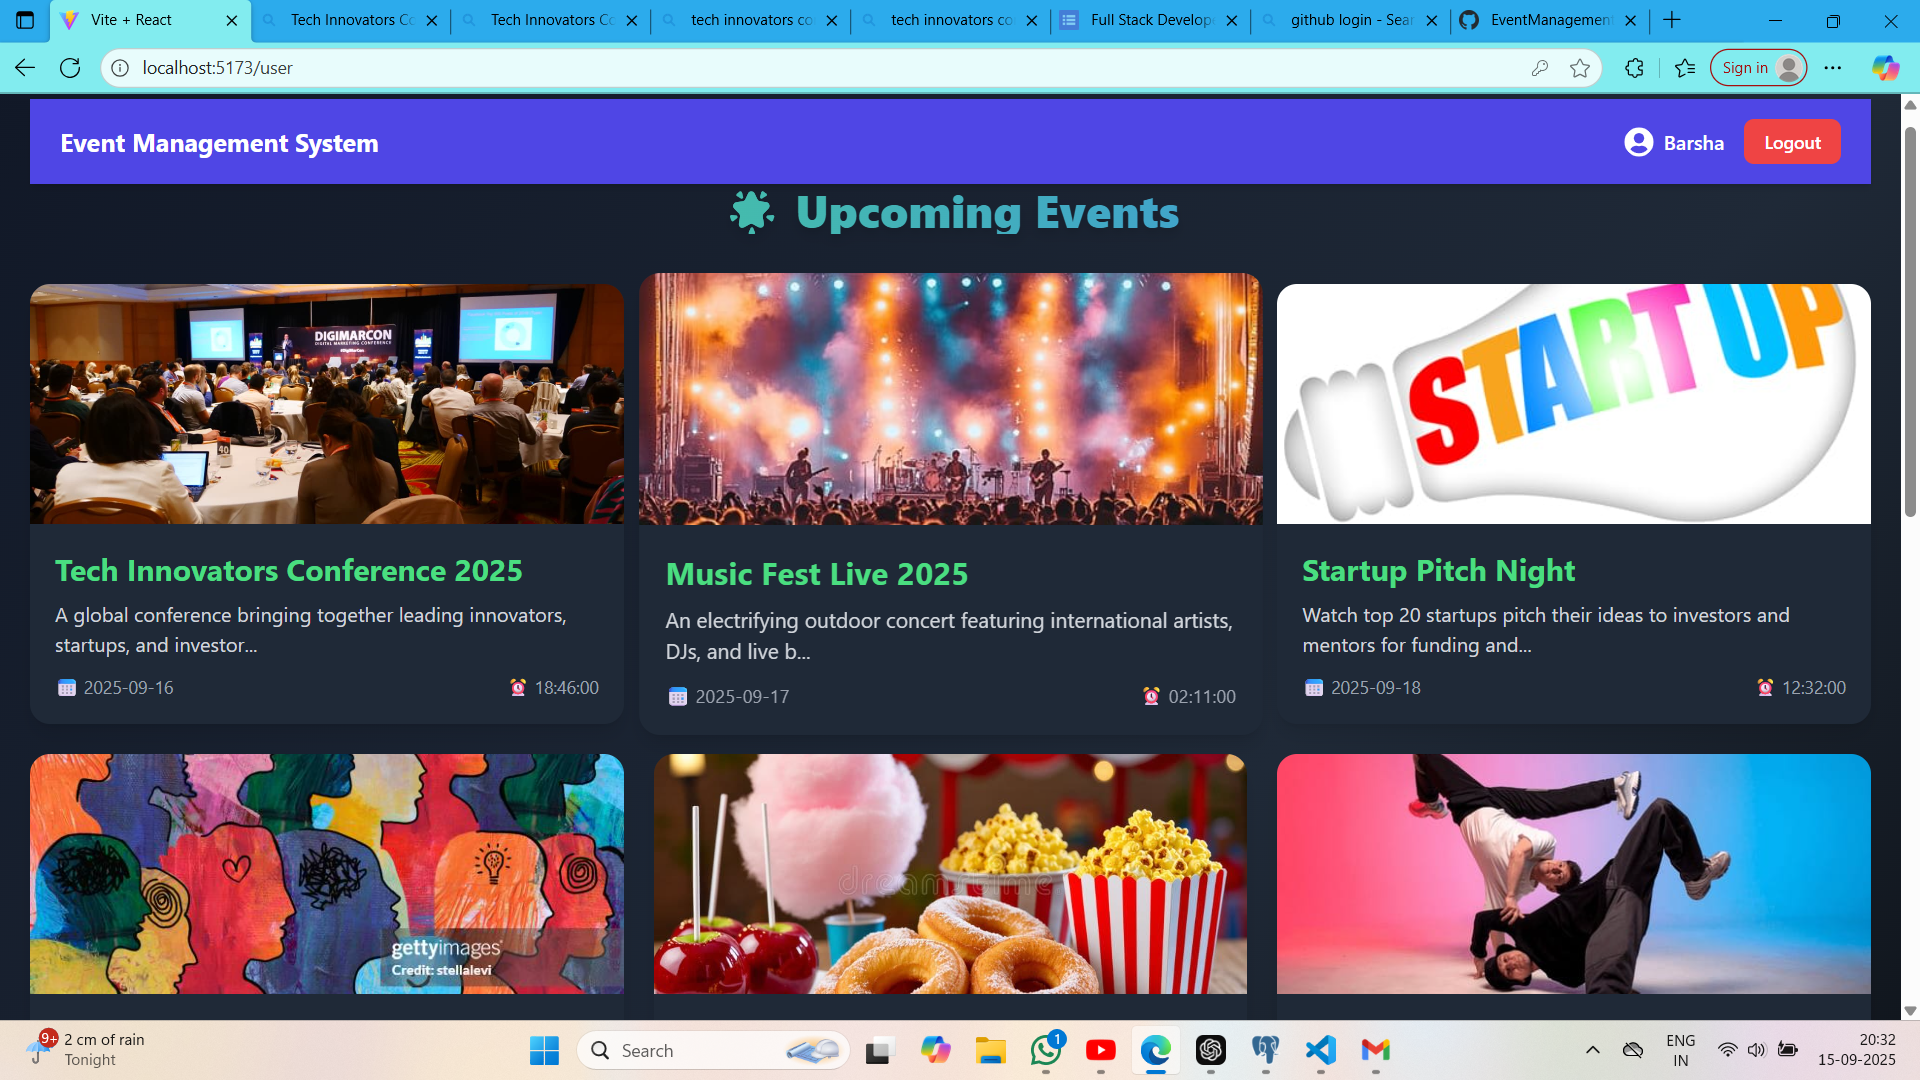 Vite + React
Tech Innovators Co
Tech Innovators Co
tech innovators co
tech innovators co
Full Stack Develop
github login - Sear
EventManagement
localhost:5173/user
Sign in
Event Management System
Barsha
Logout
Upcoming Events
DIGIMARCON
DIGITAL MARKETING CONFERENCE
START UP
Tech Innovators Conference 2025
A global conference bringing together leading innovators,
startups, and investor...
2025-09-16
18:46:00
Music Fest Live 2025
An electrifying outdoor concert featuring international artists,
DJs, and live b...
2025-09-17
02:11:00
Startup Pitch Night
Watch top 20 startups pitch their ideas to investors and
mentors for funding and...
2025-09-18
12:32:00
gettyimages
Credit: stellalevi
dreamstime
9+
2 cm of rain
Tonight
Search
1
ENG
IN
20:32
15-09-2025